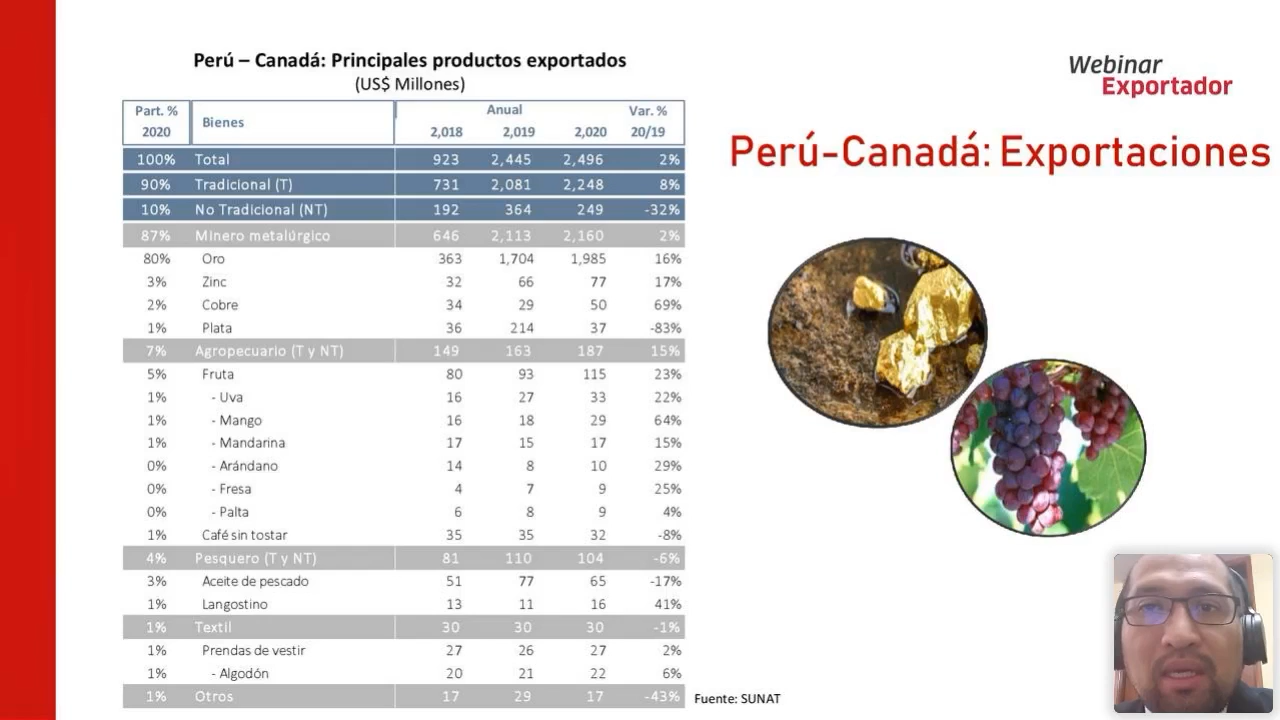 Perú – Canadá: Principales productos exportados
(US$ Millones)
Part. % Bienes Anual Var. %
2020 2,018 2,019 2,020 20/19
100% Total 923 2,445 2,496 2%
90% Tradicional (T) 731 2,081 2,248 8%
10% No Tradicional (NT) 192 364 249 -32%
87% Minero metalúrgico 646 2,113 2,160 2%
80% Oro 363 1,704 1,985 16%
3% Zinc 32 66 77 17%
2% Cobre 34 29 50 69%
1% Plata 36 214 37 -83%
7% Agropecuario (T y NT) 149 163 187 15%
5% Fruta 80 93 115 23%
1% - Uva 16 27 33 22%
1% - Mango 16 18 29 64%
1% - Mandarina 17 15 17 15%
0% - Arándano 14 8 10 29%
0% - Fresa 4 7 9 25%
0% - Palta 6 8 9 4%
1% Café sin tostar 35 35 32 -8%
4% Pesquero (T y NT) 81 110 104 -6%
3% Aceite de pescado 51 77 65 -17%
1% Langostino 13 11 16 41%
1% Textil 30 30 30 -1%
1% Prendas de vestir 27 26 27 2%
1% - Algodón 20 21 22 6%
1% Otros 17 29 17 -43%
Fuente: SUNAT
Webinar
Exportador
Perú-Canadá: Exportaciones